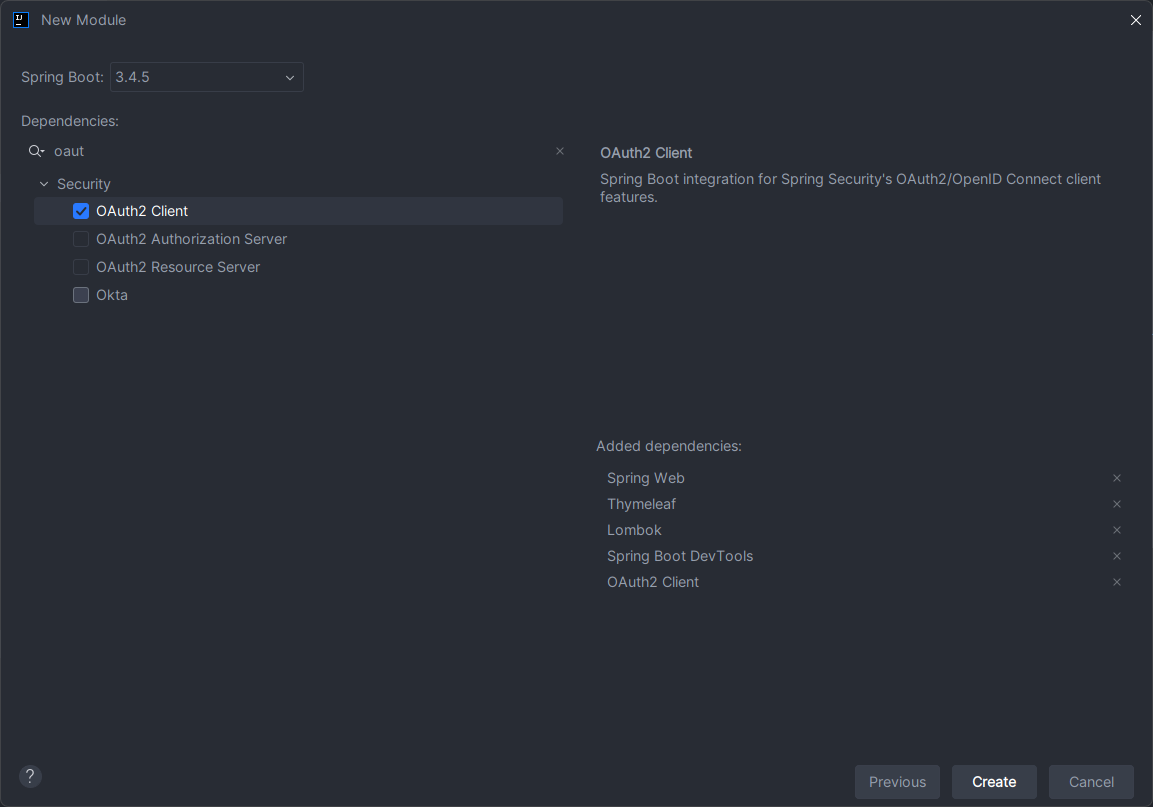 New Module
Spring Boot: 3.4.5
Dependencies:
oaut
Security
OAuth2 Client
OAuth2 Authorization Server
OAuth2 Resource Server
Okta
OAuth2 Client
Spring Boot integration for Spring Security's OAuth2/OpenID Connect client
features.
Added dependencies:
Spring Web
Thymeleaf
Lombok
Spring Boot DevTools
OAuth2 Client
?
Previous
Create
Cancel